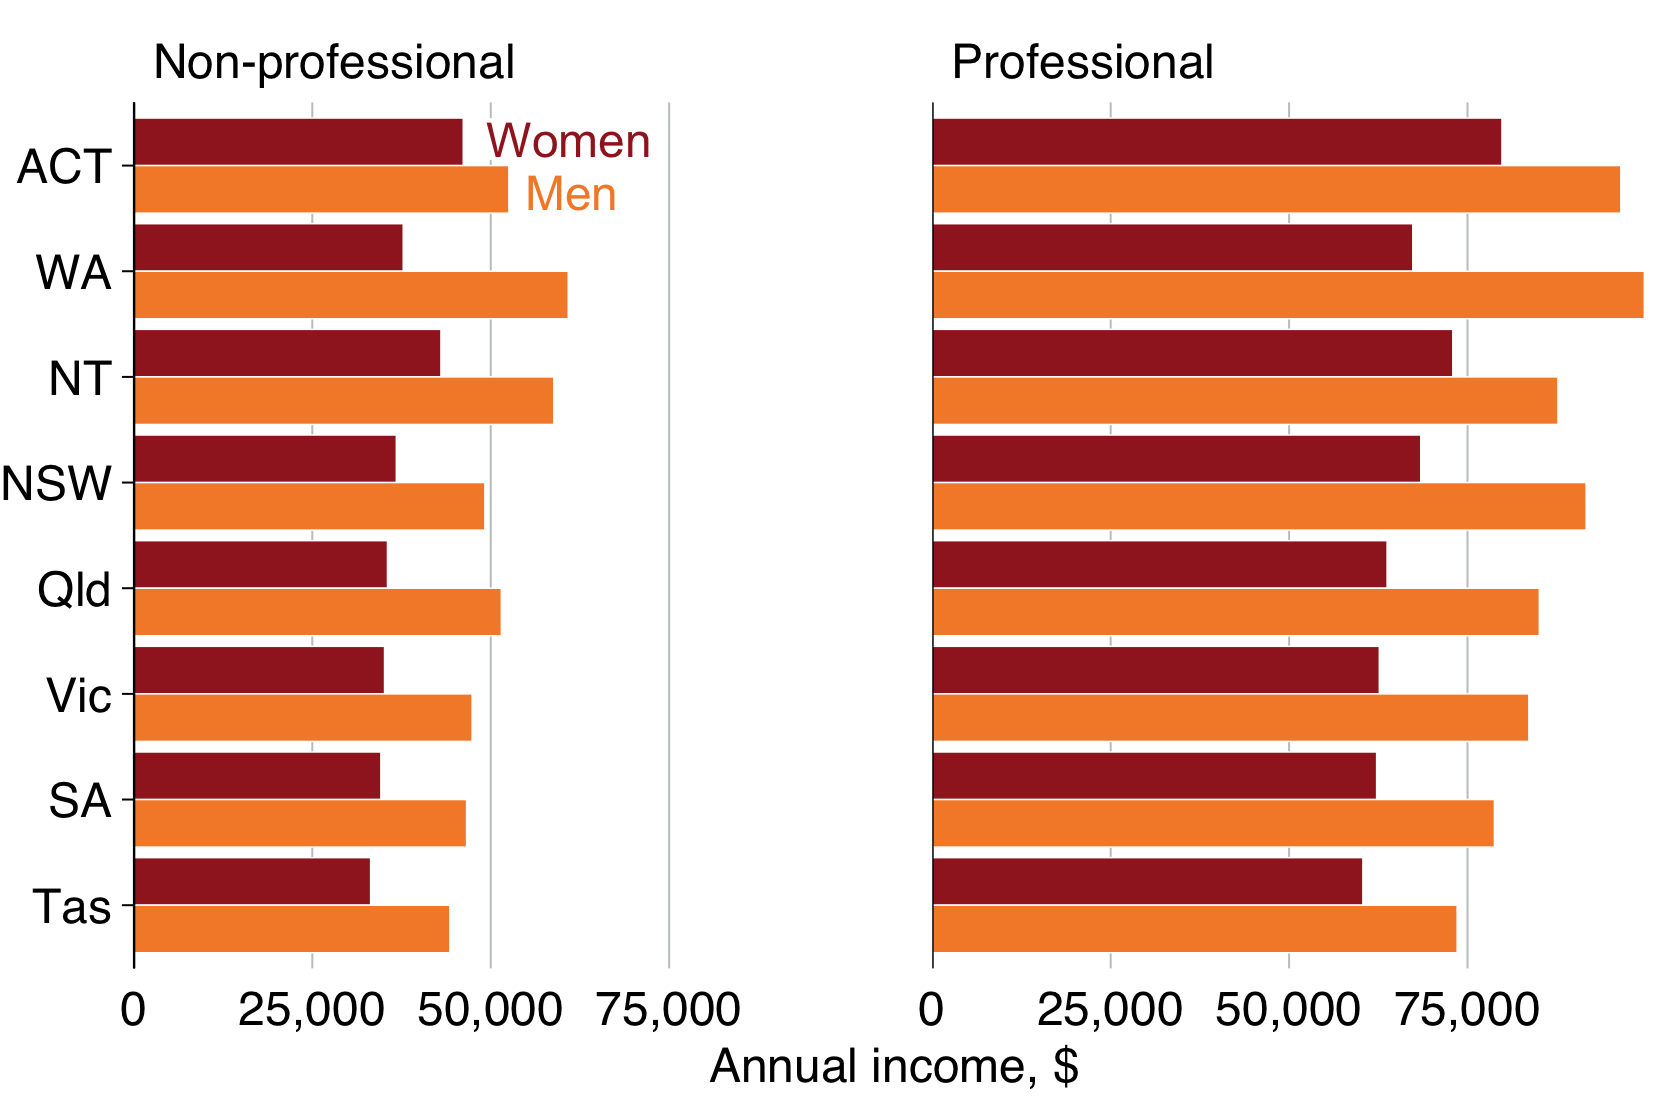 Non-professional
Professional
Women
Men
ACT
WA
NT
NSW
Qld
Vic
SA
Tas
0 25,000 50,000 75,000
0 25,000 50,000 75,000
Annual income, $